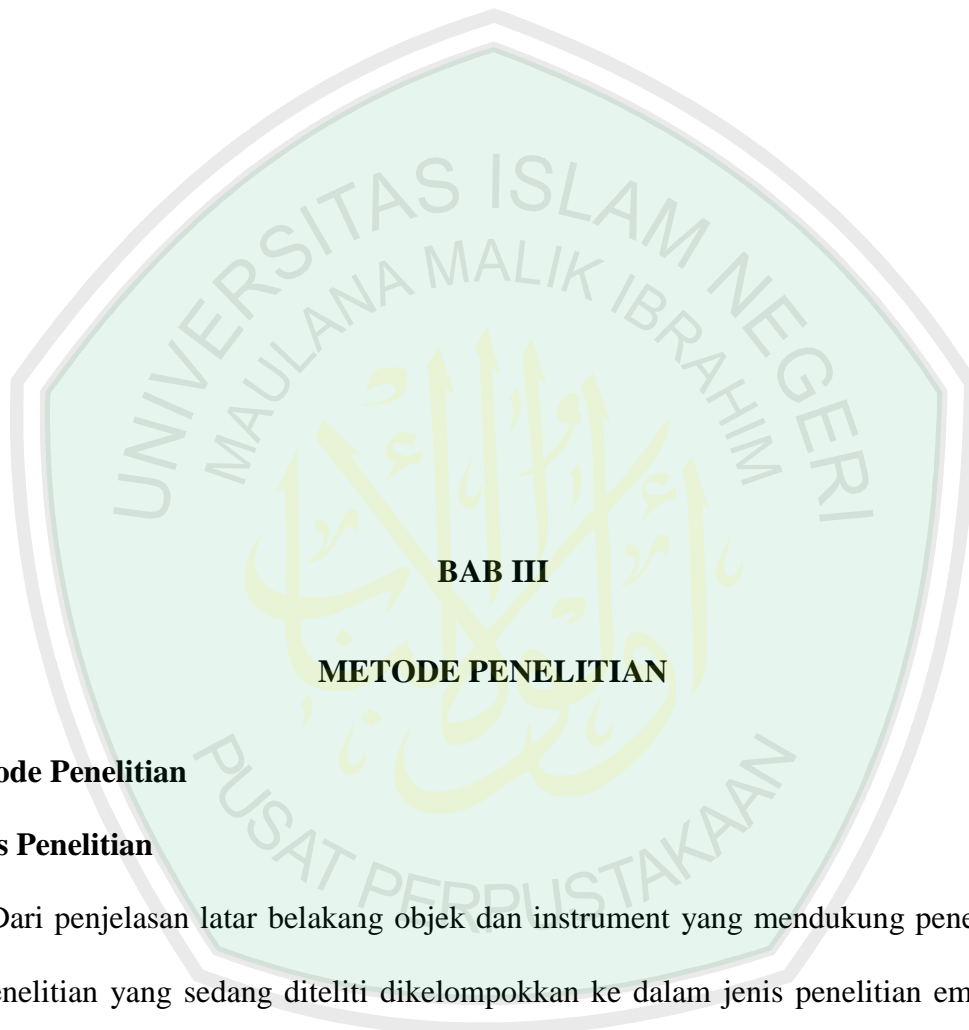 UNIVERSITAS ISLAM NEGERI
MAULANA MALIK IBRAHIM
BAB III
METODE PENELITIAN
ode Penelitian
s Penelitian
PUSAT PERPUSTAKAAN
Dari penjelasan latar belakang objek dan instrument yang mendukung pene
enelitian yang sedang diteliti dikelompokkan ke dalam jenis penelitian em